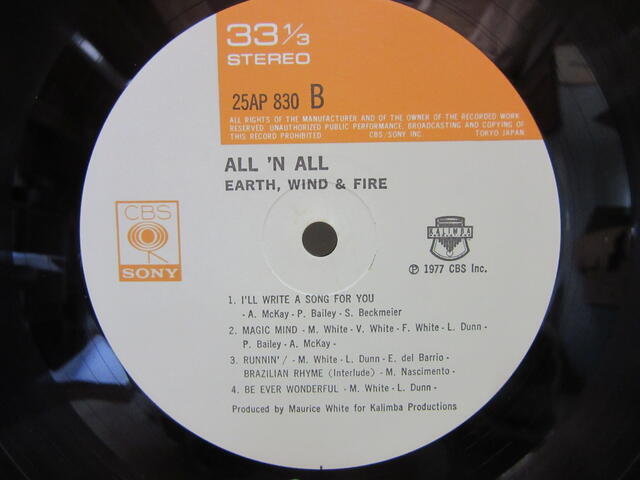 33 1/3
STEREO
25AP 830 B
ALL RIGHTS OF THE MANUFACTURER AND OF THE OWNER OF THE RECORDED WORK
RESERVED UNAUTHORIZED PUBLIC PERFORMANCE, BROADCASTING AND COPYING OF
THIS RECORD PROHIBITED CBS/SONY INC. TOKYO JAPAN
ALL 'N ALL
EARTH, WIND & FIRE
CBS
SONY
KALIMBA
℗ 1977 CBS Inc.
1. I'LL WRITE A SONG FOR YOU
- A. McKay - P. Bailey - S. Beckmeier
2. MAGIC MIND - M. White - V. White - F. White - L. Dunn -
P. Bailey - A. McKay -
3. RUNNIN' / - M. White - L. Dunn - E. del Barrio -
BRAZILIAN RHYME (Interlude) - M. Nascimento -
4. BE EVER WONDERFUL - M. White - L. Dunn -
Produced by Maurice White for Kalimba Productions